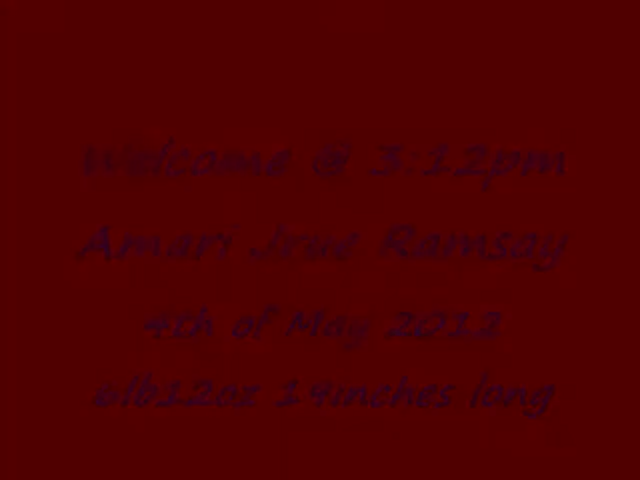 Welcome @ 3:12pm
Amari Ramsay
4th of May 2012
6lb12oz 14inches long